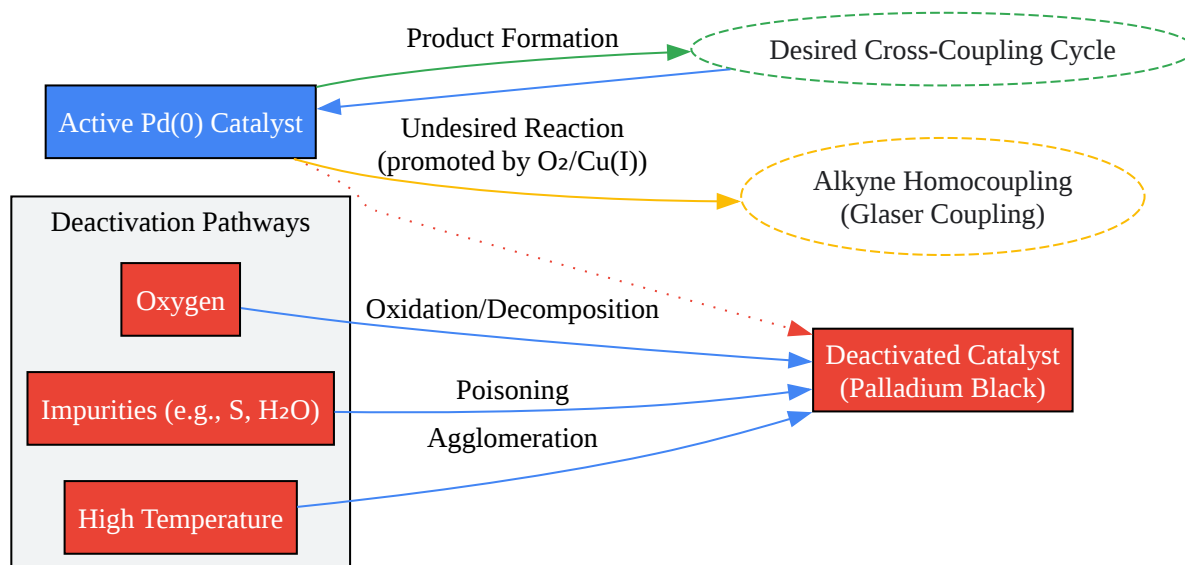 Product Formation
Desired Cross-Coupling Cycle
Active Pd(0) Catalyst
Undesired Reaction
(promoted by O₂/Cu(I))
Alkyne Homocoupling
(Glaser Coupling)
Deactivation Pathways
Oxygen
Oxidation/Decomposition
Deactivated Catalyst
(Palladium Black)
Impurities (e.g., S, H₂O)
Poisoning
Agglomeration
High Temperature